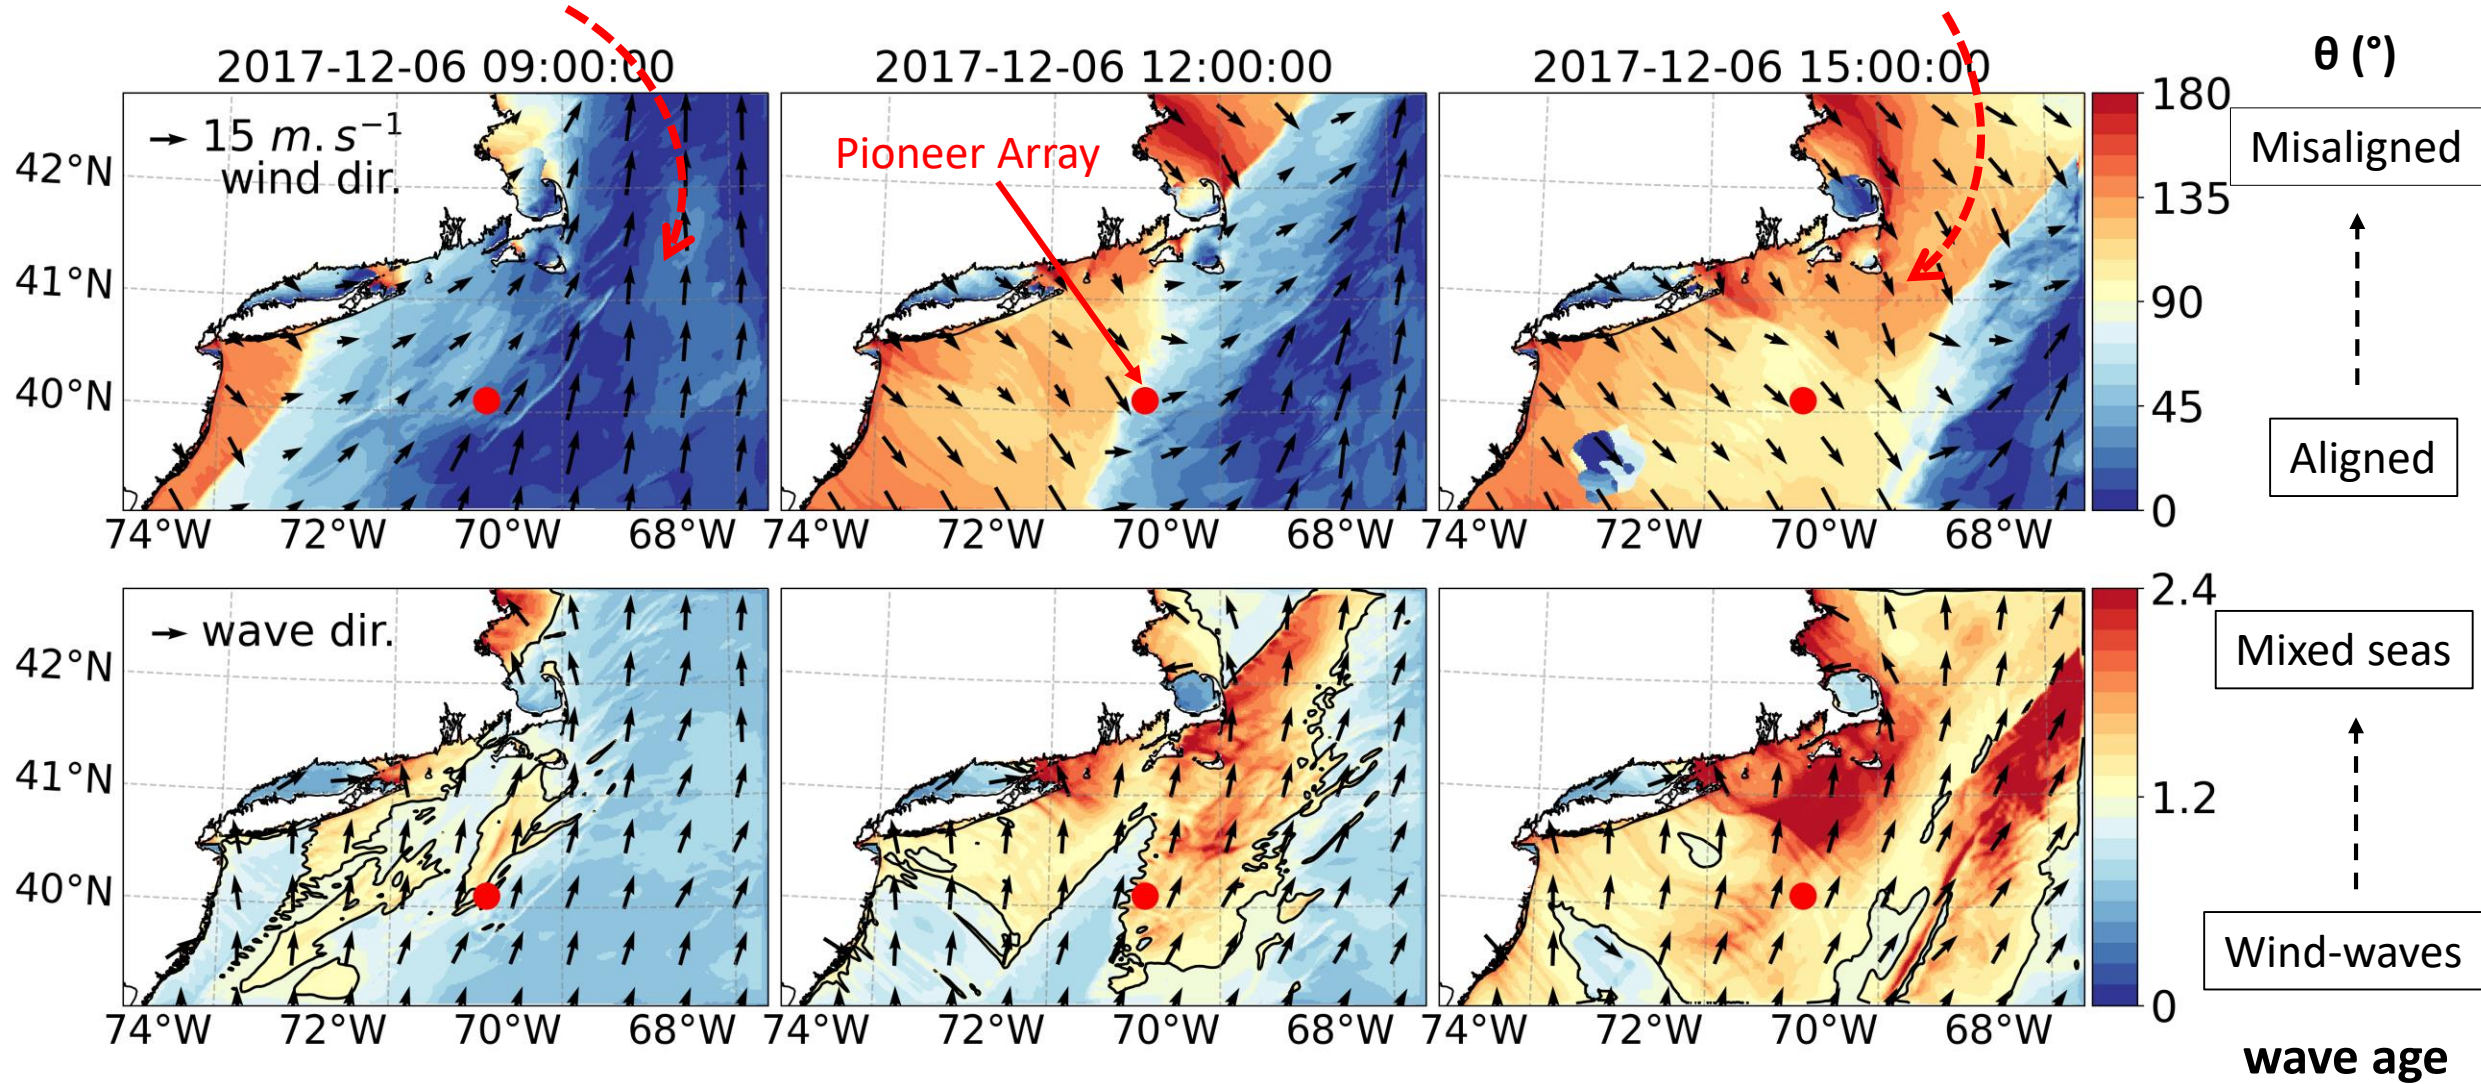 2017-12-06 09:00:00
2017-12-06 12:00:00
2017-12-06 15:00:00
θ (°)
15 m.s⁻¹
wind dir.
Pioneer Array
42°N
41°N
40°N
74°W 72°W 70°W 68°W
74°W 72°W 70°W 68°W
74°W 72°W 70°W 68°W
180
135
90
45
0
Misaligned
Aligned
wave dir.
42°N
41°N
40°N
74°W 72°W 70°W 68°W
74°W 72°W 70°W 68°W
74°W 72°W 70°W 68°W
2.4
1.2
0
Mixed seas
Wind-waves
wave age